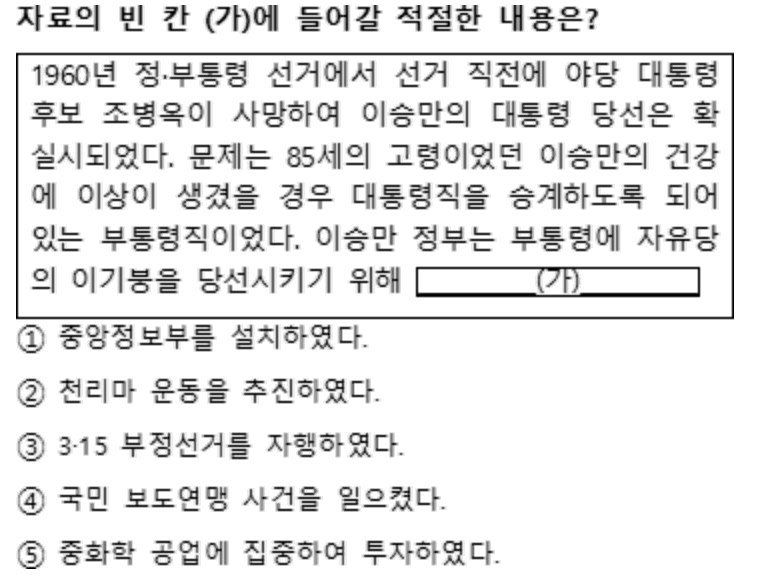 자료의 빈 칸 (가)에 들어갈 적절한 내용은?
1960년 정·부통령 선거에서 선거 직전에 야당 대통령
후보 조병옥이 사망하여 이승만의 대통령 당선은 확
실시되었다. 문제는 85세의 고령이었던 이승만의 건강
에 이상이 생겼을 경우 대통령직을 승계하도록 되어
있는 부통령직이었다. 이승만 정부는 부통령에 자유당
의 이기붕을 당선시키기 위해 (가)
① 중앙정보부를 설치하였다.
② 천리마 운동을 추진하였다.
③ 3·15 부정선거를 자행하였다.
④ 국민 보도연맹 사건을 일으켰다.
⑤ 중화학 공업에 집중하여 투자하였다.